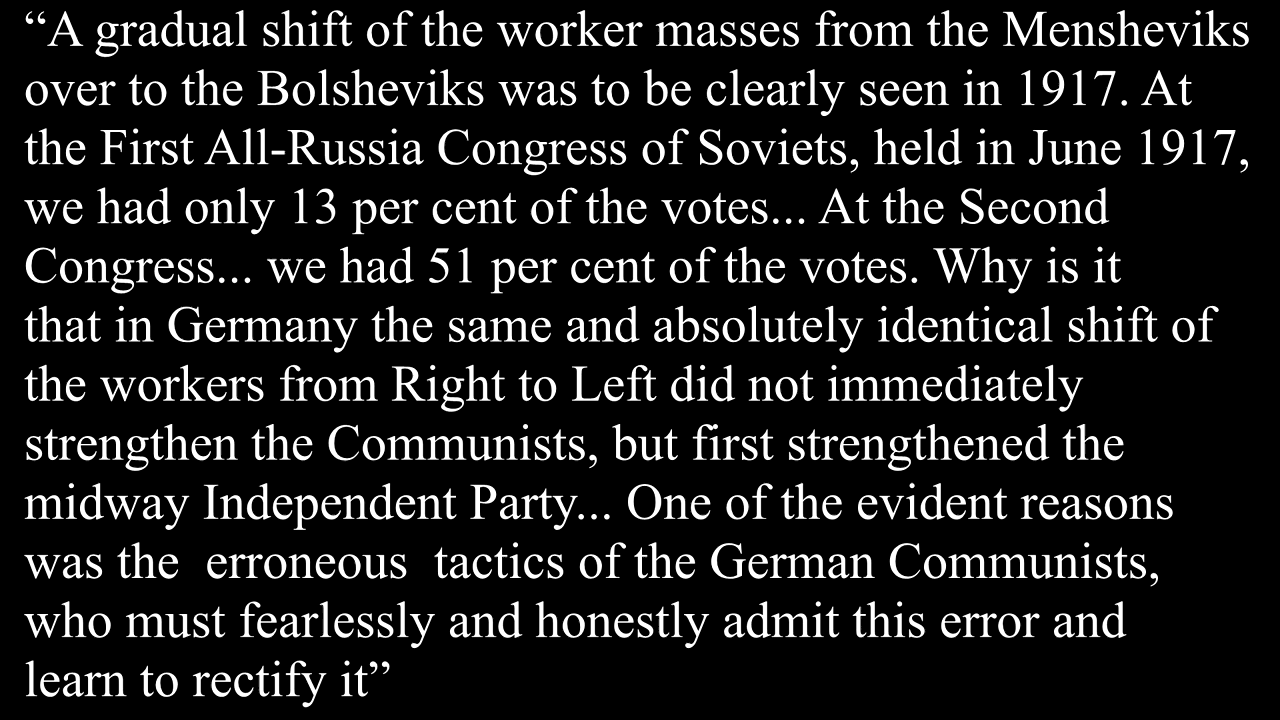 “A gradual shift of the worker masses from the Mensheviks
over to the Bolsheviks was to be clearly seen in 1917. At
the First All-Russia Congress of Soviets, held in June 1917,
we had only 13 per cent of the votes... At the Second
Congress... we had 51 per cent of the votes. Why is it
that in Germany the same and absolutely identical shift of
the workers from Right to Left did not immediately
strengthen the Communists, but first strengthened the
midway Independent Party... One of the evident reasons
was the  erroneous  tactics of the German Communists,
who must fearlessly and honestly admit this error and
learn to rectify it”